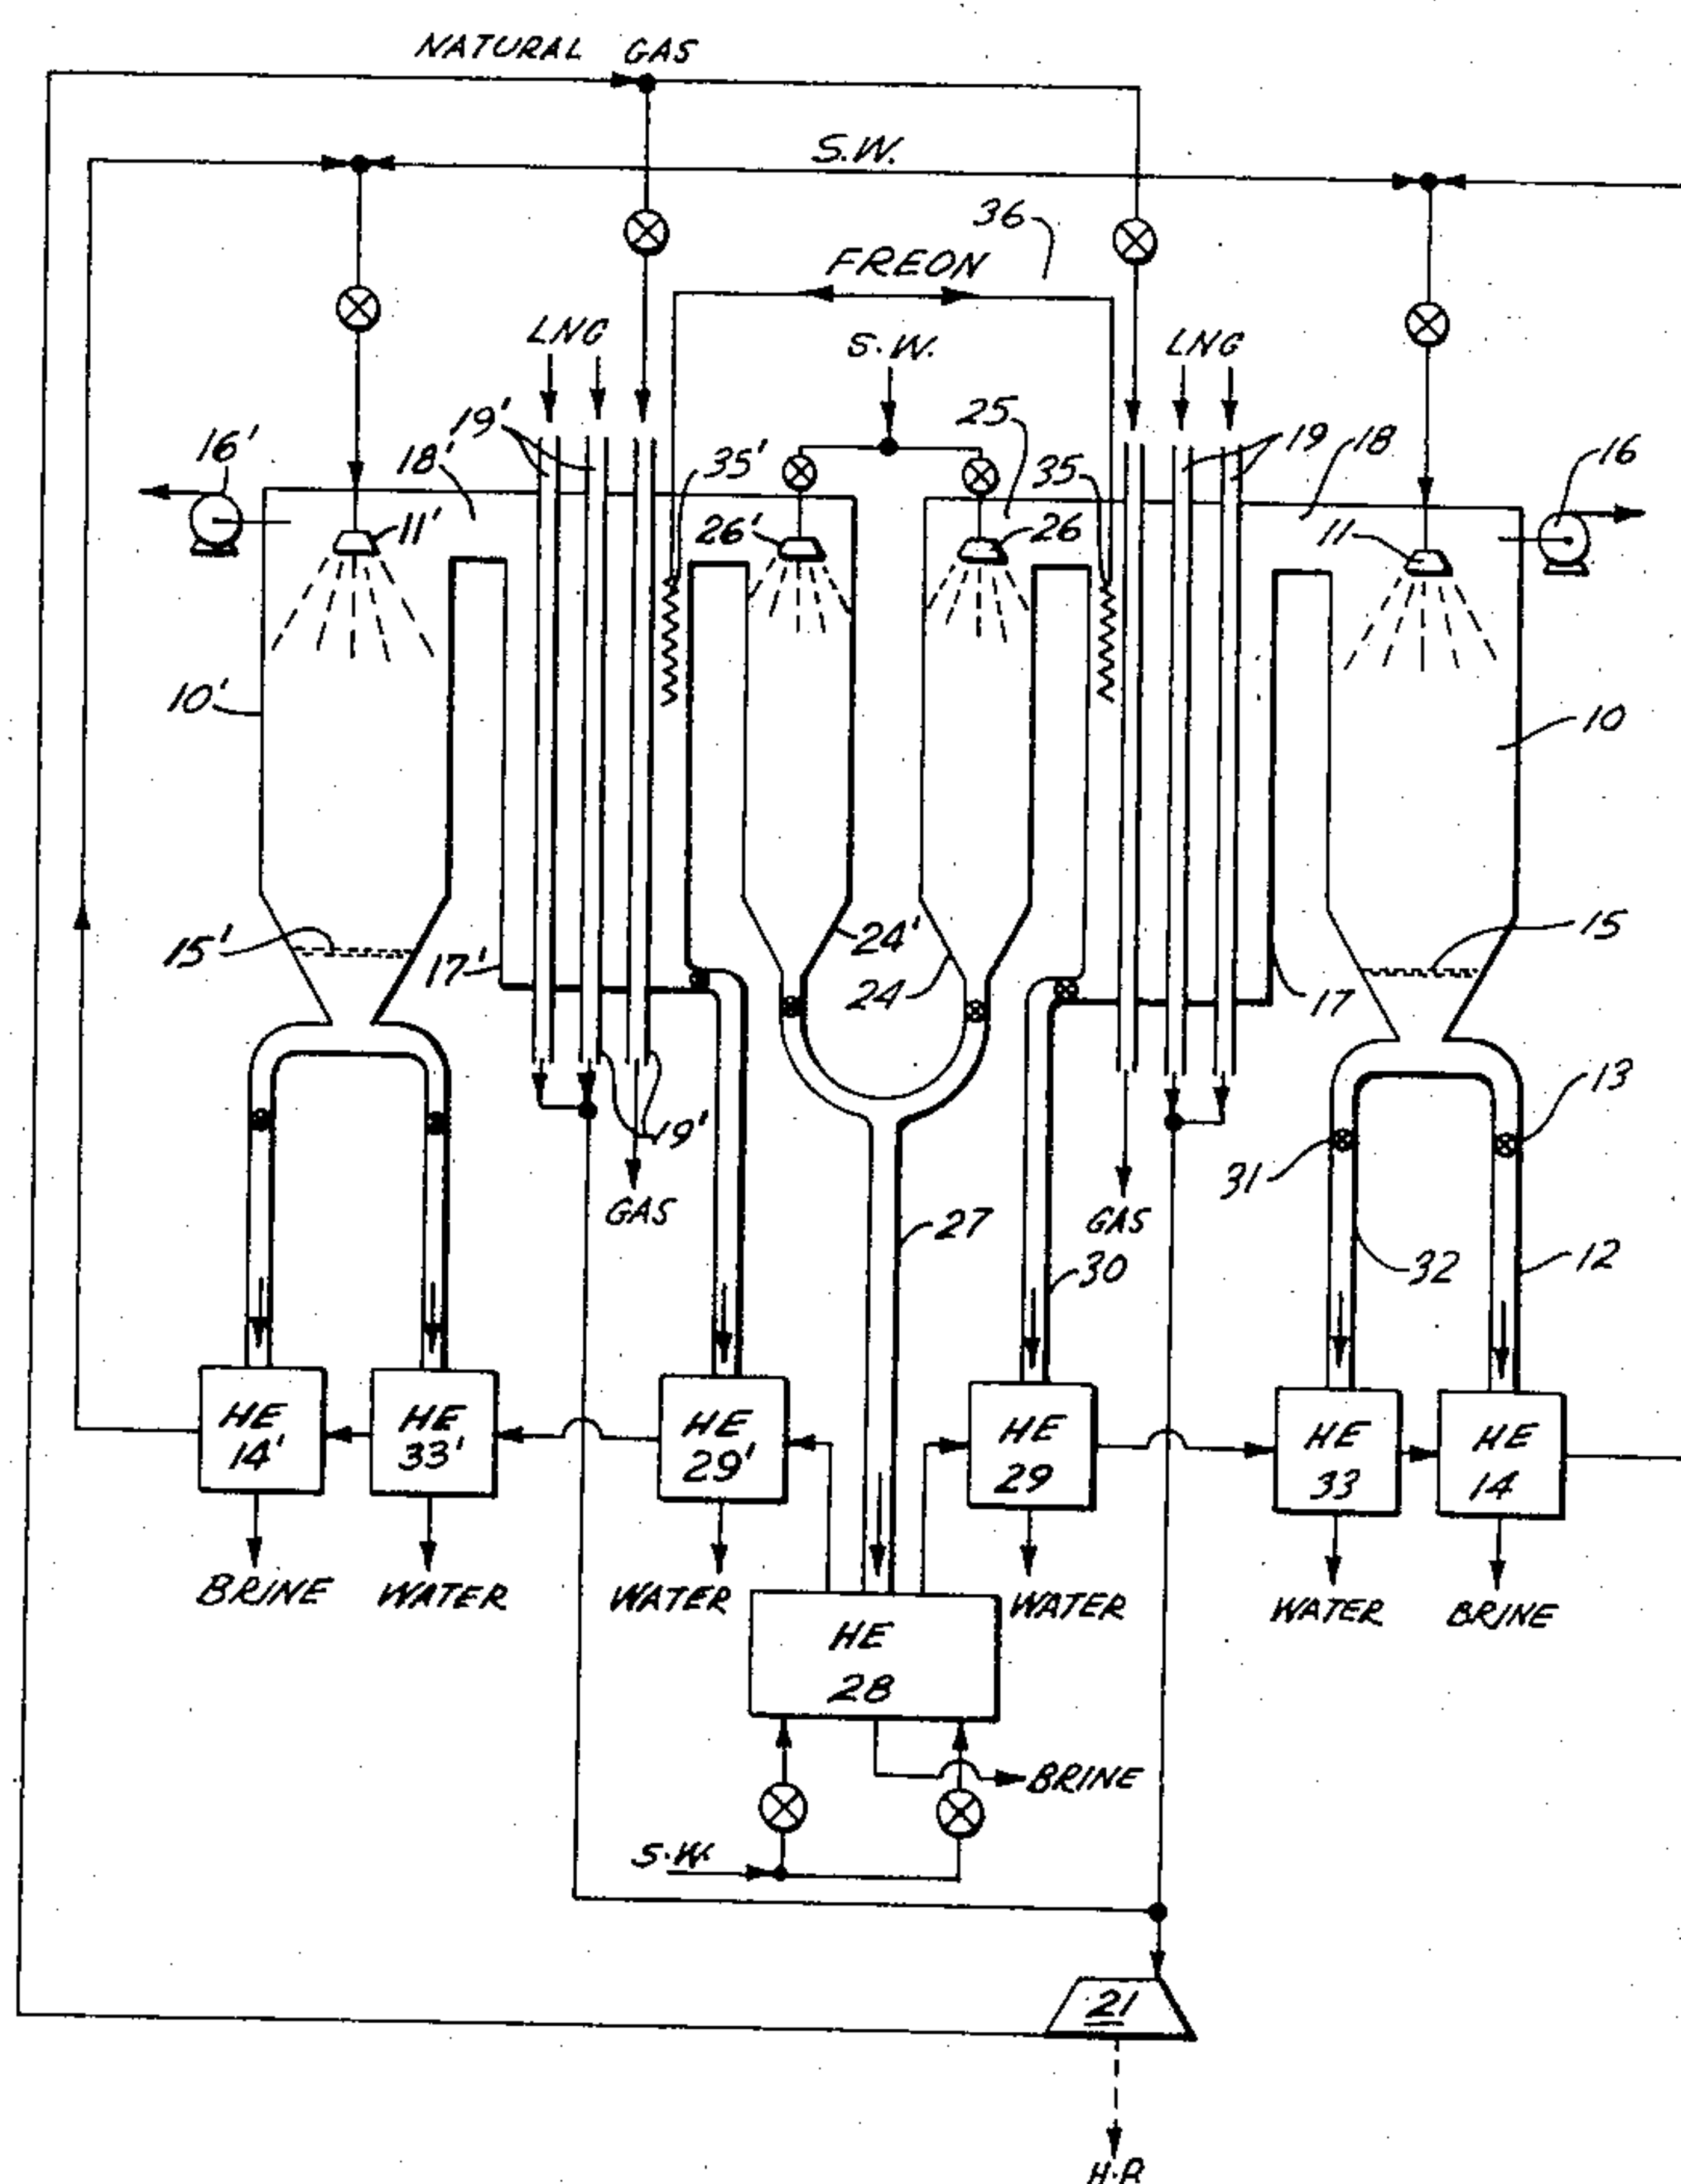 NATURAL GAS
S.W.
36
FREON
LNG
S.W.
LNG
16'
18'
19'
35'
25
35
19
18
16
11'
26'
26
11
10'
10
15'
17'
24'
24
17
15
13
19'
31
GAS
GAS
27
30
32
12
HE
14'
HE
33'
HE
29'
HE
29
HE
33
HE
14
BRINE
WATER
WATER
WATER
WATER
BRINE
HE
28
BRINE
S.W.
21
H.P.